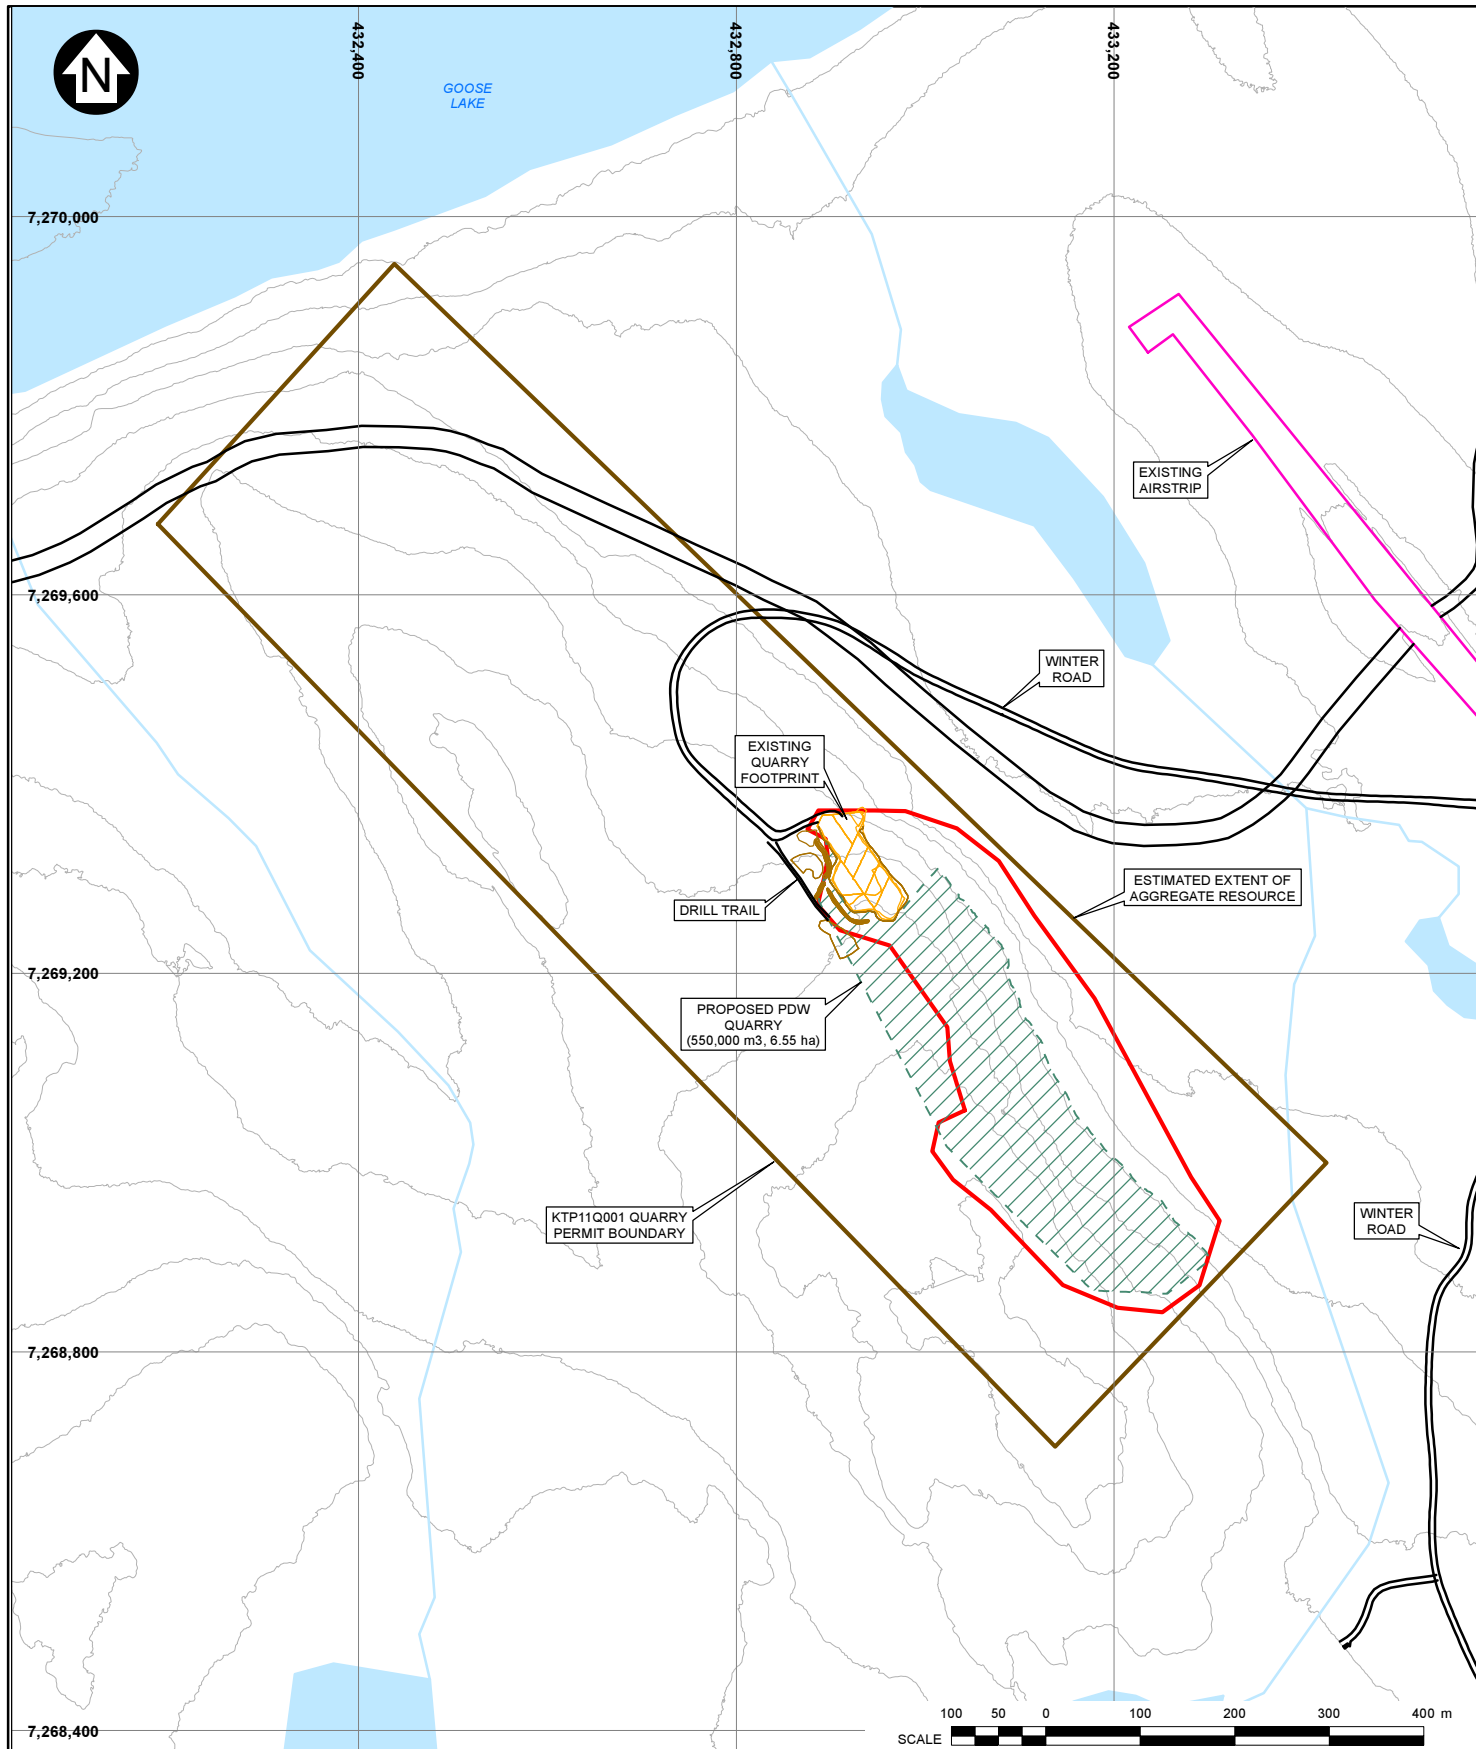 432,400
432,800
433,200
N
GOOSE
LAKE
7,270,000
EXISTING
AIRSTRIP
7,269,600
WINTER
ROAD
EXISTING
QUARRY
FOOTPRINT
ESTIMATED EXTENT OF
AGGREGATE RESOURCE
DRILL TRAIL
7,269,200
PROPOSED PDW
QUARRY
(550,000 m3, 6.55 ha)
KTP11Q001 QUARRY
PERMIT BOUNDARY
WINTER
ROAD
7,268,800
7,268,400
100 50 0 100 200 300 400 m
SCALE